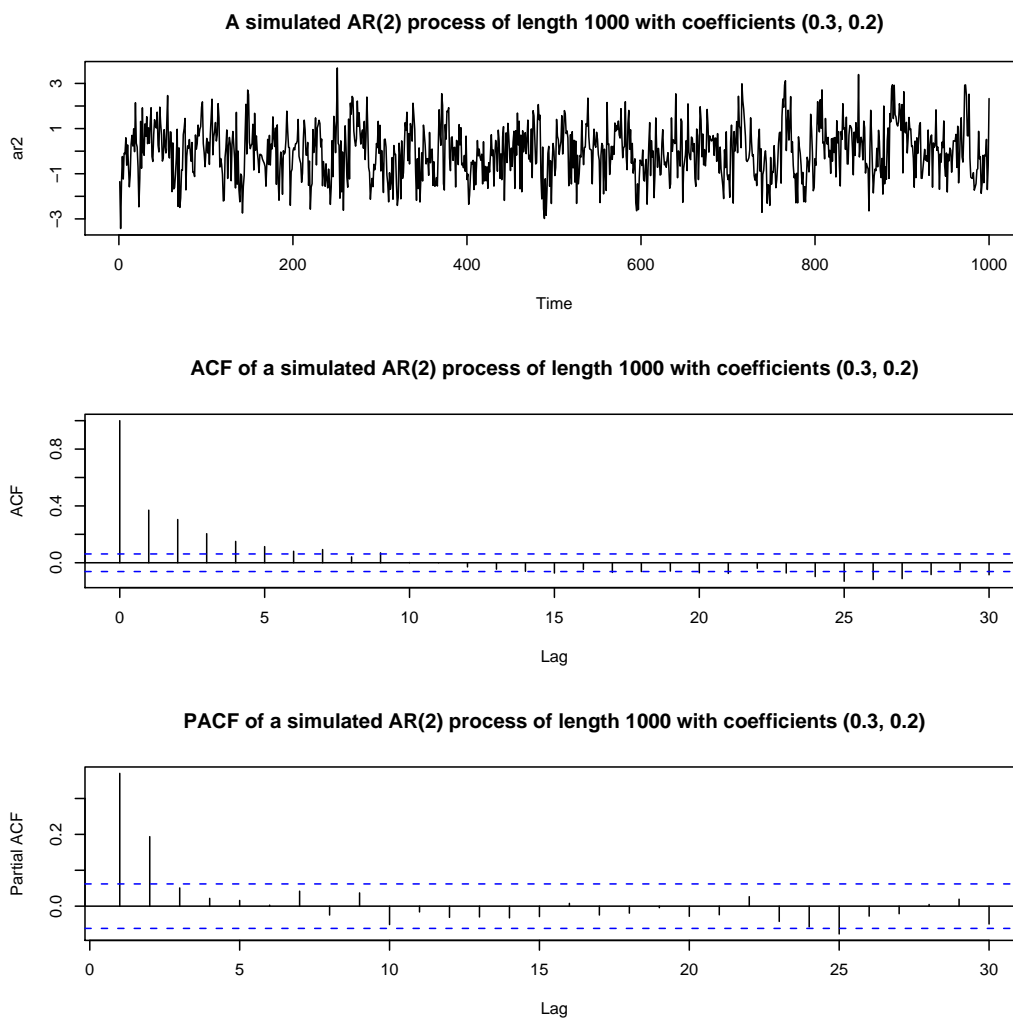 A simulated AR(2) process of length 1000 with coefficients (0.3, 0.2)
3
1
−1
−3
ar2
0 200 400 600 800 1000
Time
ACF of a simulated AR(2) process of length 1000 with coefficients (0.3, 0.2)
0.8
0.4
0.0
ACF
0 5 10 15 20 25 30
Lag
PACF of a simulated AR(2) process of length 1000 with coefficients (0.3, 0.2)
0.2
0.0
Partial ACF
0 5 10 15 20 25 30
Lag